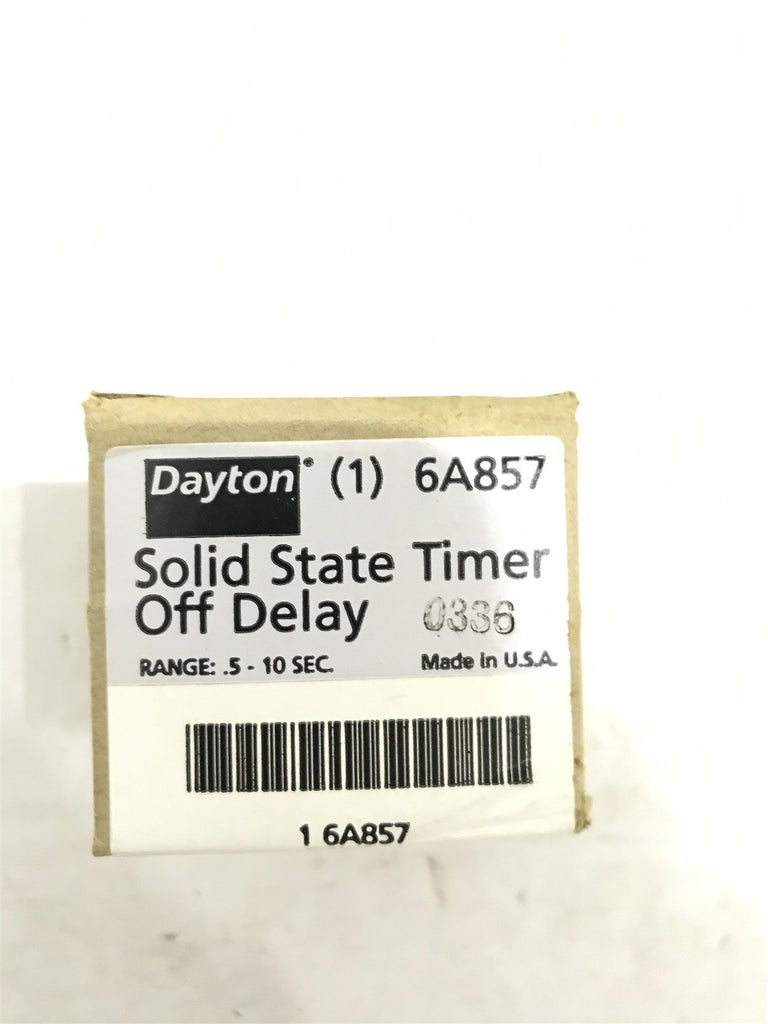 Dayton® (1) 6A857
Solid State Timer
Off Delay 0336
RANGE: .5 - 10 SEC. Made in U.S.A.
1 6A857